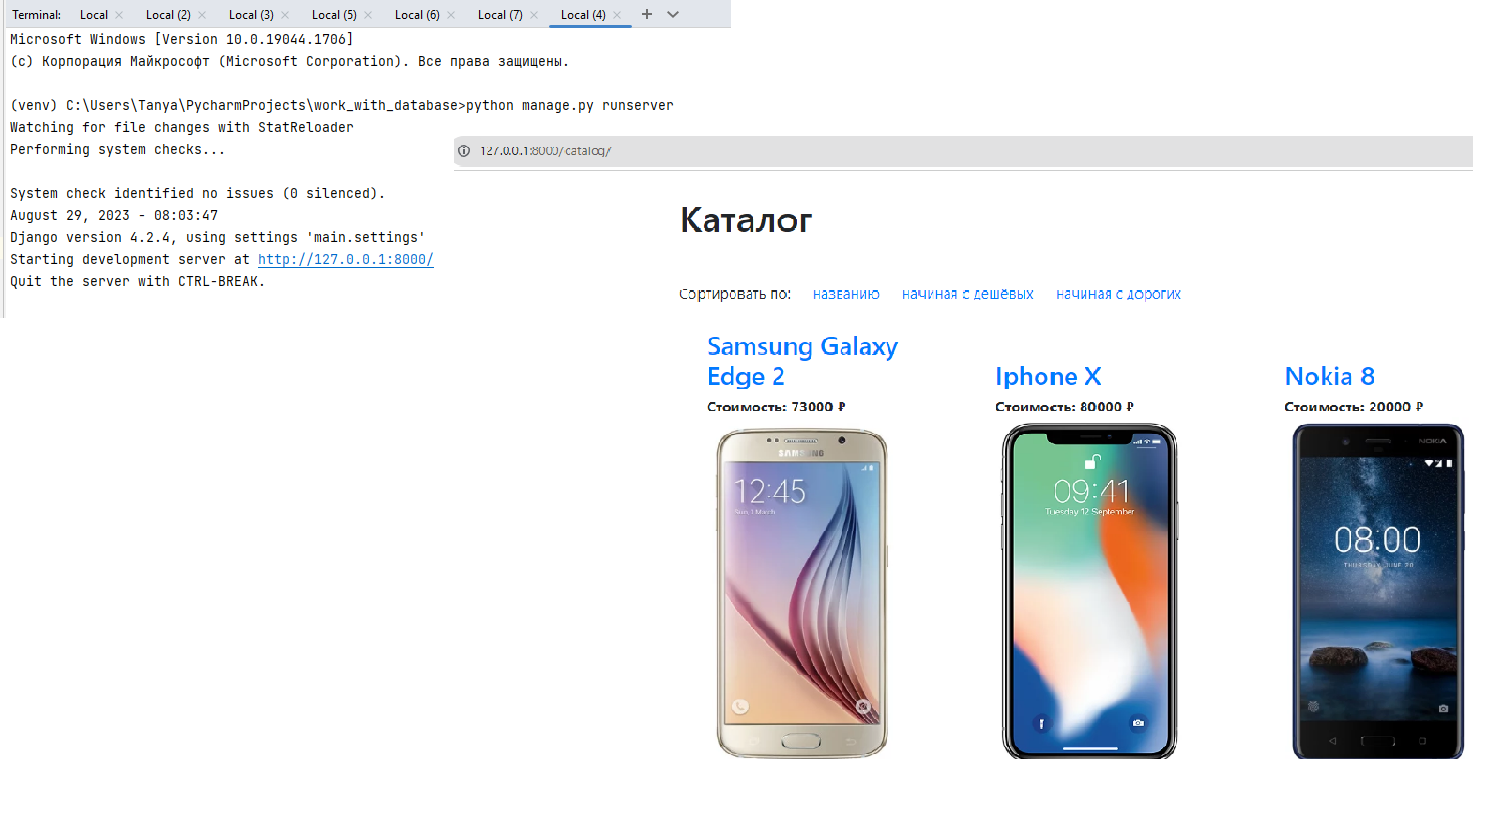 Terminal: Local Local (2) Local (3) Local (5) Local (6) Local (7) Local (4)
Microsoft Windows [Version 10.0.19044.1706]
(c) Корпорация Майкрософт (Microsoft Corporation). Все права защищены.
(venv) C:\Users\Tanya\PycharmProjects\work_with_database>python manage.py runserver
Watching for file changes with StatReloader
Performing system checks...
System check identified no issues (0 silenced).
August 29, 2023 - 08:03:47
Django version 4.2.4, using settings 'main.settings'
Starting development server at http://127.0.0.1:8000/
Quit the server with CTRL-BREAK.
127.0.0.1:8000/catalog/
Каталог
Сортировать по: названию начиная с дешёвых начиная с дорогих
Samsung Galaxy
Edge 2
Стоимость: 73000 ₽
SAMSUNG
12:45
Sun, 1 March
Iphone X
Стоимость: 80000 ₽
09:41
Tuesday 12 September
Nokia 8
Стоимость: 20000 ₽
NOKIA
08:00
THURSDAY, JUNE 20